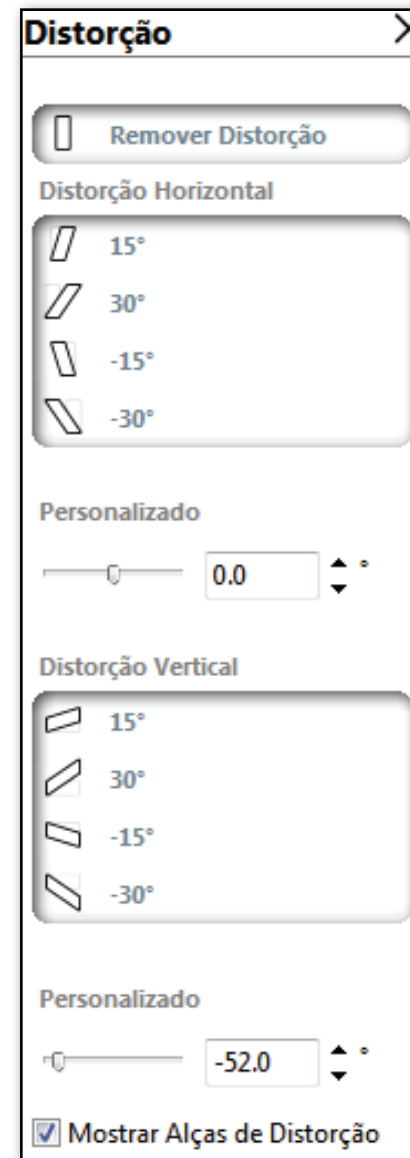 Distorção
Remover Distorção
Distorção Horizontal
15°
30°
-15°
-30°
Personalizado
0.0 °
Distorção Vertical
15°
30°
-15°
-30°
Personalizado
-52.0 °
Mostrar Alças de Distorção